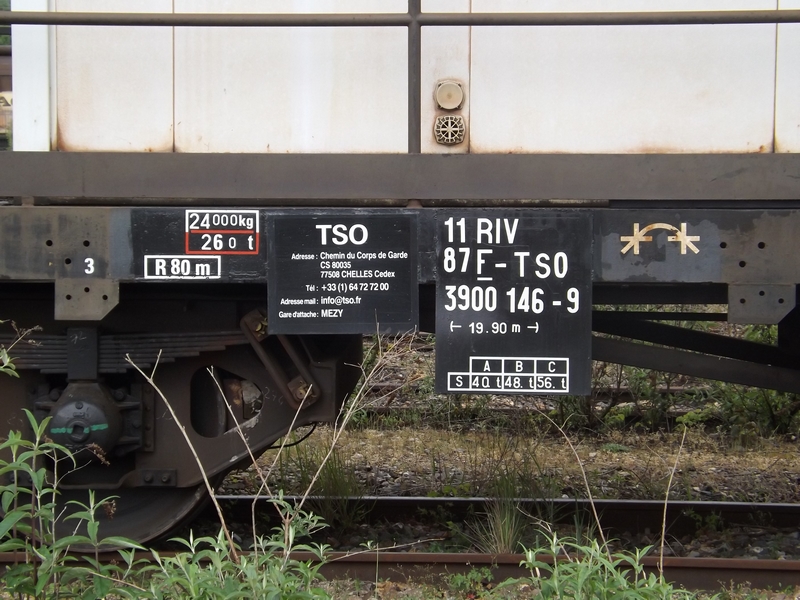 24 000kg
26 0 t
R 80 m
3
TSO
Adresse : Chemin du Corps de Garde
CS 80035
77508 CHELLES Cedex
Tél : +33 (1) 64 72 72 00
Adresse mail : info@tso.fr
Gare d'attache : MEZY
11 RIV
87 F - TSO
3900 146 - 9
19.90 m
A B C
S 40. t 48. t 56. t